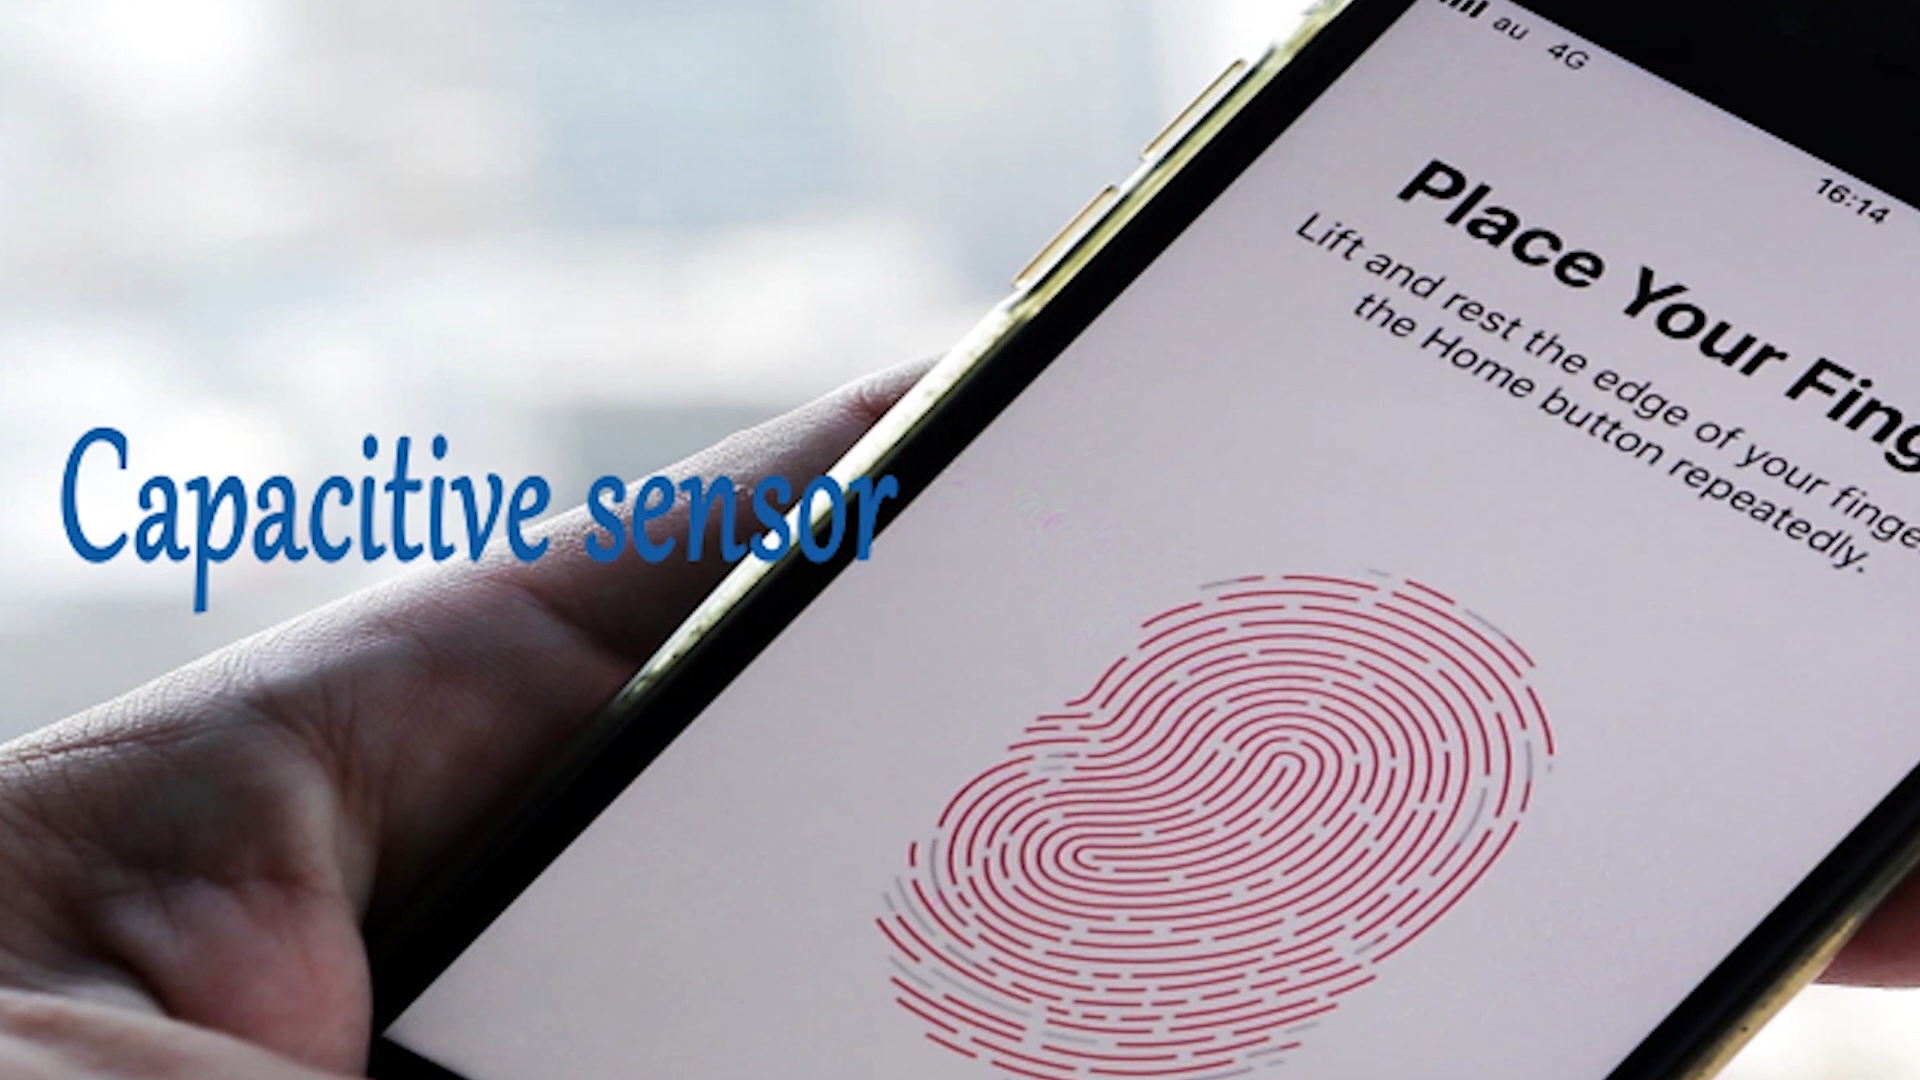 au 4G
16:14
Place Your Fing
Lift and rest the edge of your finge
the Home button repeatedly.
Capacitive sensor